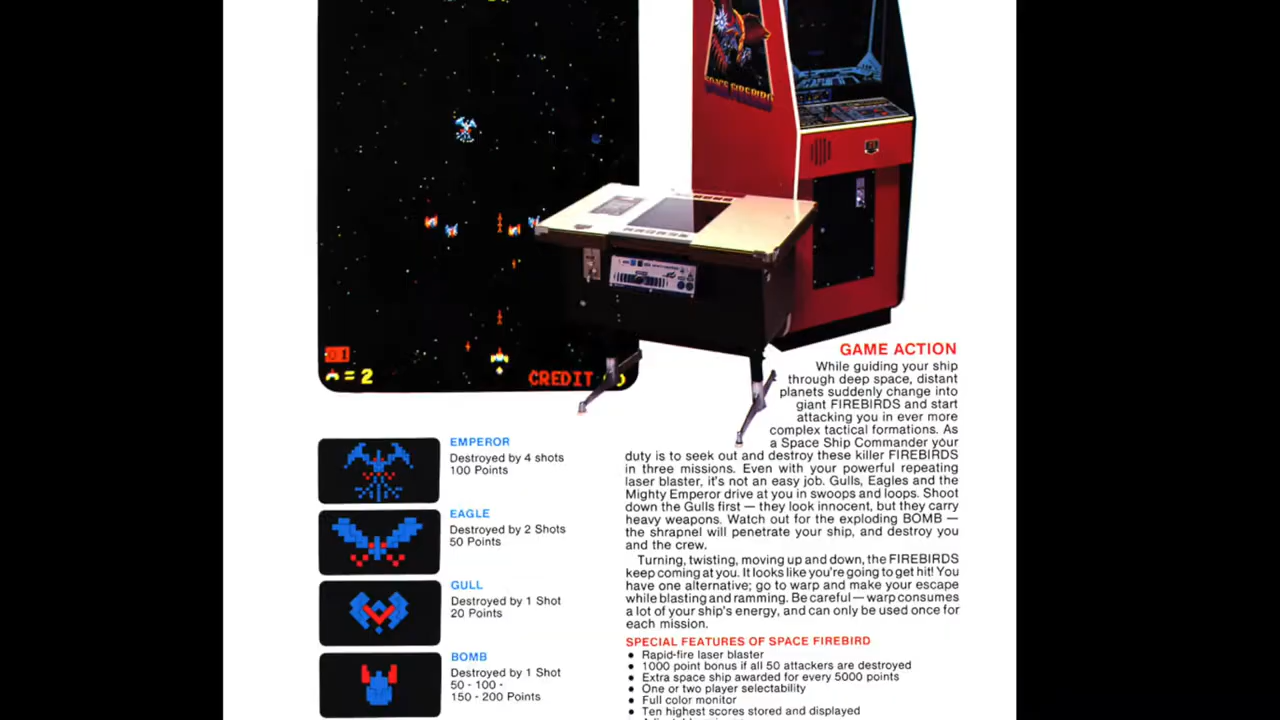 SPACE FIREBIRD
= 2
CREDIT
GAME ACTION
While guiding your ship
through deep space, distant
planets suddenly change into
giant FIREBIRDS and start
attacking you in ever more
complex tactical formations. As
a Space Ship Commander your
duty is to seek out and destroy these killer FIREBIRDS
in three missions. Even with your powerful repeating
laser blaster, it's not an easy job. Gulls, Eagles and the
Mighty Emperor drive at you in swoops and loops. Shoot
down the Gulls first — they look innocent, but they carry
heavy weapons. Watch out for the exploding BOMB —
the shrapnel will penetrate your ship, and destroy you
and the crew.
Turning, twisting, moving up and down, the FIREBIRDS
keep coming at you. It looks like you're going to get hit! You
have one alternative; go to warp and make your escape
while blasting and ramming. Be careful — warp consumes
a lot of your ship's energy, and can only be used once for
each mission.
EMPEROR
Destroyed by 4 shots
100 Points
EAGLE
Destroyed by 2 Shots
50 Points
GULL
Destroyed by 1 Shot
20 Points
BOMB
Destroyed by 1 Shot
50 - 100 -
150 - 200 Points
SPECIAL FEATURES OF SPACE FIREBIRD
• Rapid-fire laser blaster
• 1000 point bonus if all 50 attackers are destroyed
• Extra space ship awarded for every 5000 points
• One or two player selectability
• Full color monitor
• Ten highest scores stored and displayed